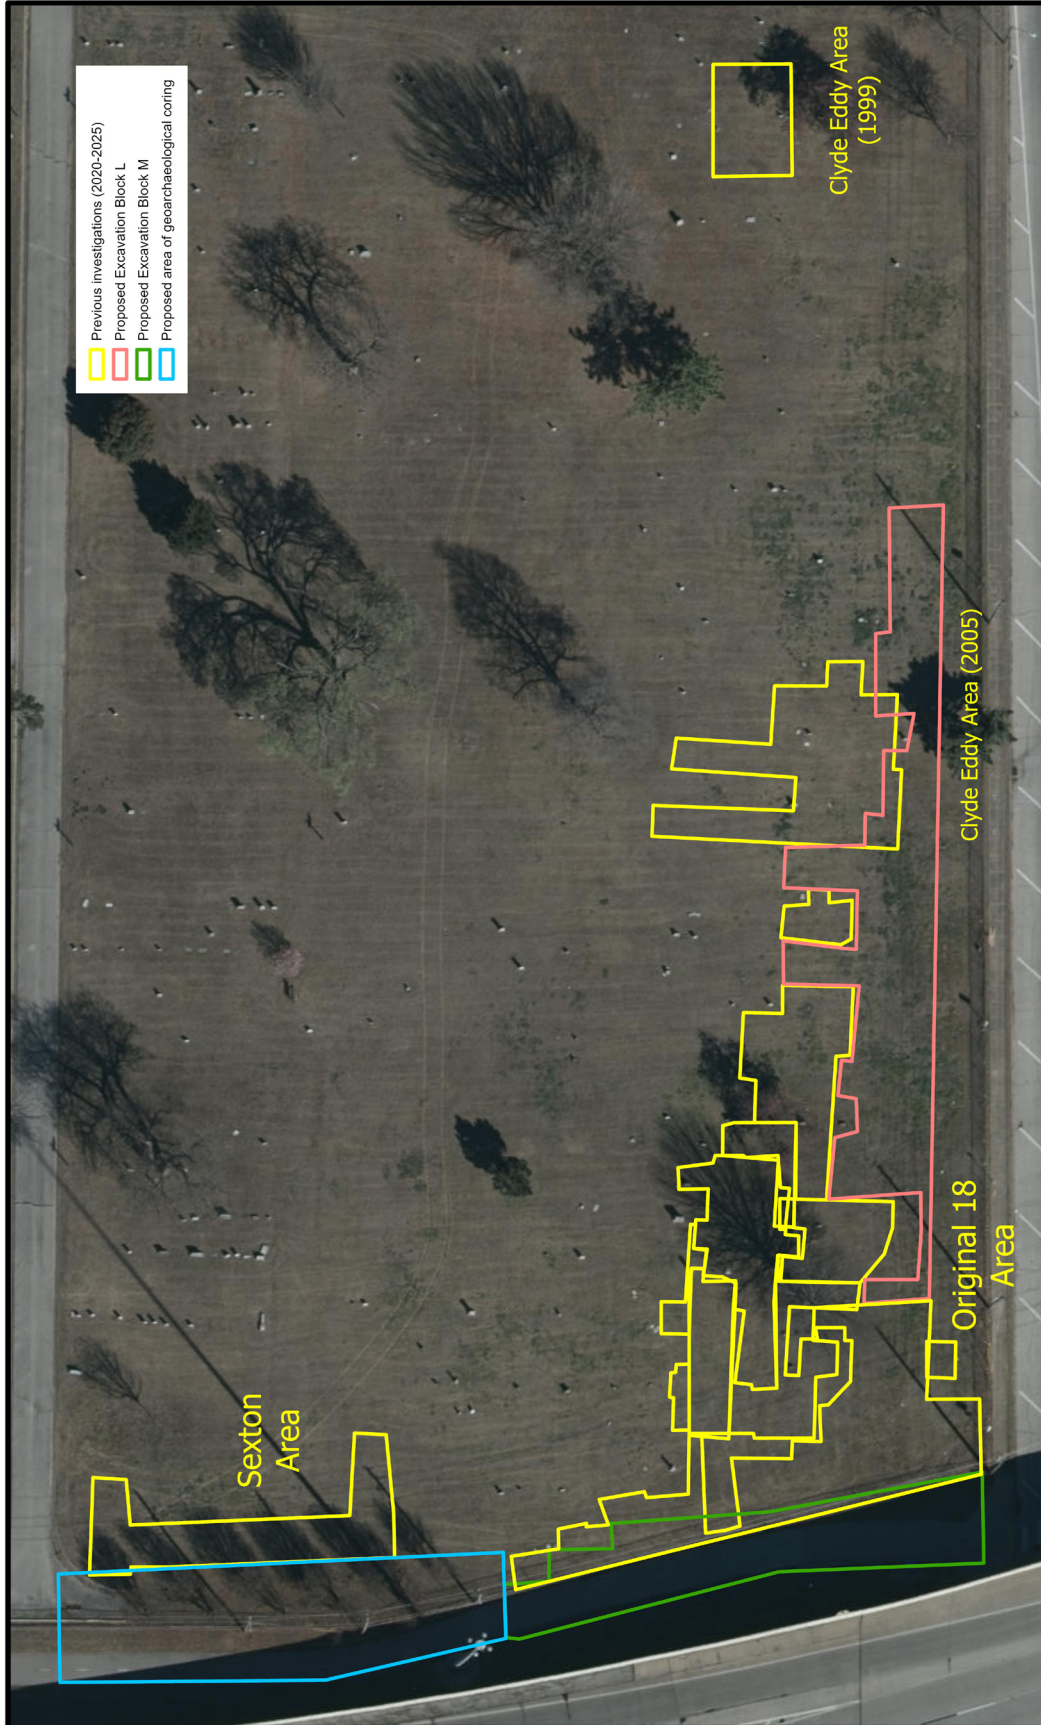 Previous investigations (2020-2025)
Proposed Excavation Block L
Proposed Excavation Block M
Proposed area of geoarchaeological coring
Clyde Eddy Area
(1999)
Sexton
Area
Clyde Eddy Area (2005)
Original 18
Area